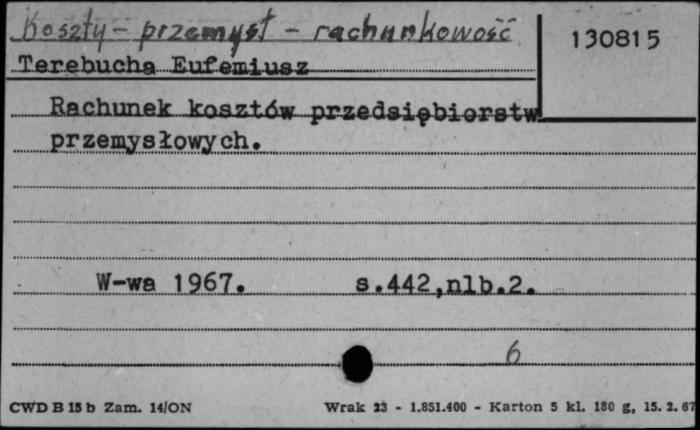 Koszty - przemysł - rachunkowość
130815
Terebucha Eufemiusz
Rachunek kosztów przedsiębiorstw
przemysłowych.
W-wa 1967. s.442,nlb.2.
6
CWD B 15 b Zam. 14/ON Wrak 23 - 1.851.400 - Karton 5 kl. 180 g, 15. 2. 67